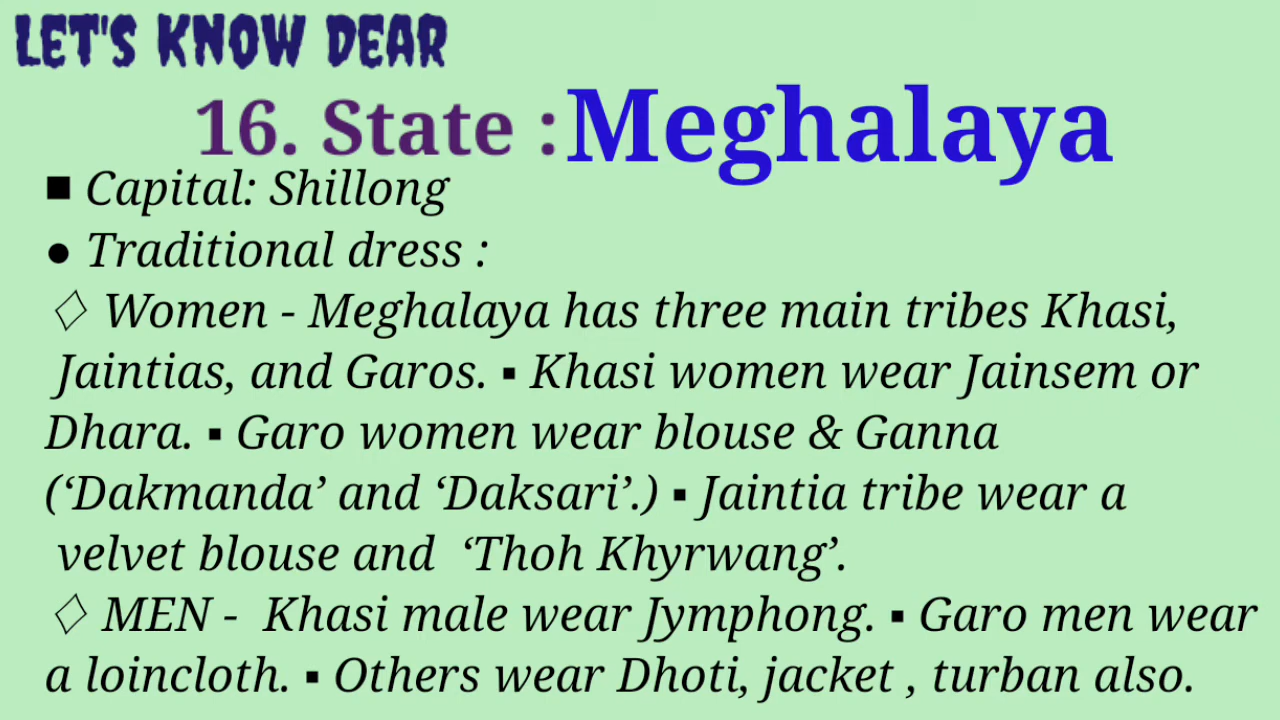 LET'S KNOW DEAR
16. State : Meghalaya
■ Capital: Shillong
● Traditional dress :
♢ Women - Meghalaya has three main tribes Khasi,
Jaintias, and Garos. ▪ Khasi women wear Jainsem or
Dhara. ▪ Garo women wear blouse & Ganna
(‘Dakmanda’ and ‘Daksari’.) ▪ Jaintia tribe wear a
velvet blouse and ‘Thoh Khyrwang’.
♢ MEN - Khasi male wear Jymphong. ▪ Garo men wear
a loincloth. ▪ Others wear Dhoti, jacket , turban also.